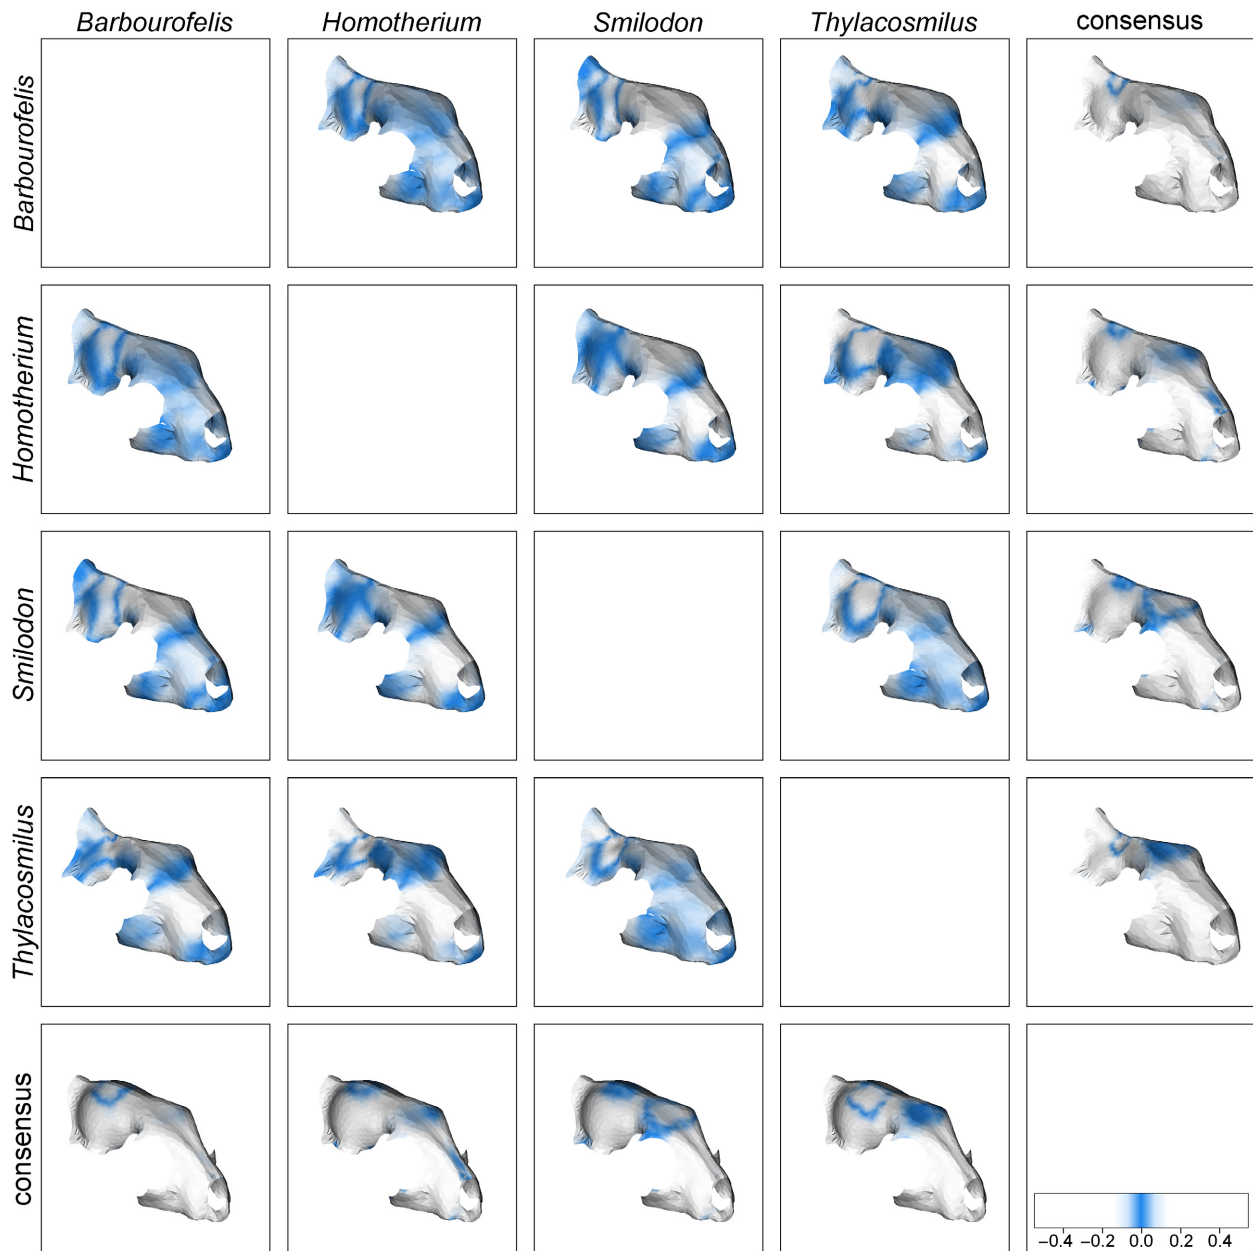 Barbourofelis Homotherium Smilodon Thylacosmilus consensus
Barbourofelis
Homotherium
Smilodon
Thylacosmilus
consensus
−0.4 −0.2 0.0 0.2 0.4